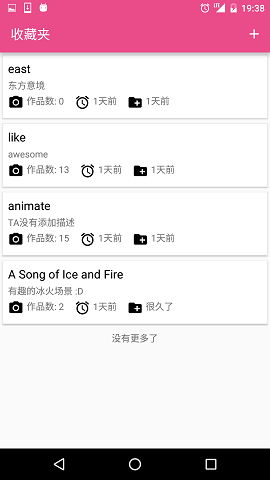 19:38
收藏夹
east
东方意境
作品数: 0 1天前 1天前
like
awesome
作品数: 13 1天前 1天前
animate
TA没有添加描述
作品数: 15 1天前 1天前
A Song of Ice and Fire
有趣的冰火场景 :D
作品数: 2 1天前 很久了
没有更多了